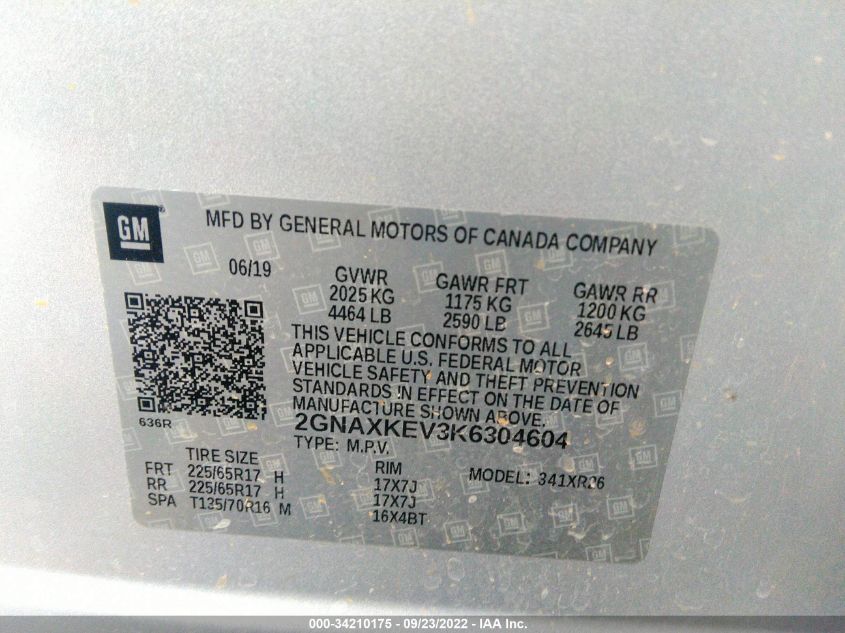 GM
MFD BY GENERAL MOTORS OF CANADA COMPANY
06/19
GVWR GAWR FRT GAWR RR
2025 KG 1175 KG 1200 KG
4464 LB 2590 LB 2645 LB
THIS VEHICLE CONFORMS TO ALL
APPLICABLE U.S. FEDERAL MOTOR
VEHICLE SAFETY AND THEFT PREVENTION
STANDARDS IN EFFECT ON THE DATE OF
MANUFACTURE SHOWN ABOVE.
636R
2GNAXKEV3K6304604
TYPE: M.P.V.
TIRE SIZE RIM MODEL: 341XR26
FRT 225/65R17 H 17X7J
RR 225/65R17 H 17X7J
SPA T135/70R16 M 16X4BT
000-34210175 - 09/23/2022 - IAA Inc.